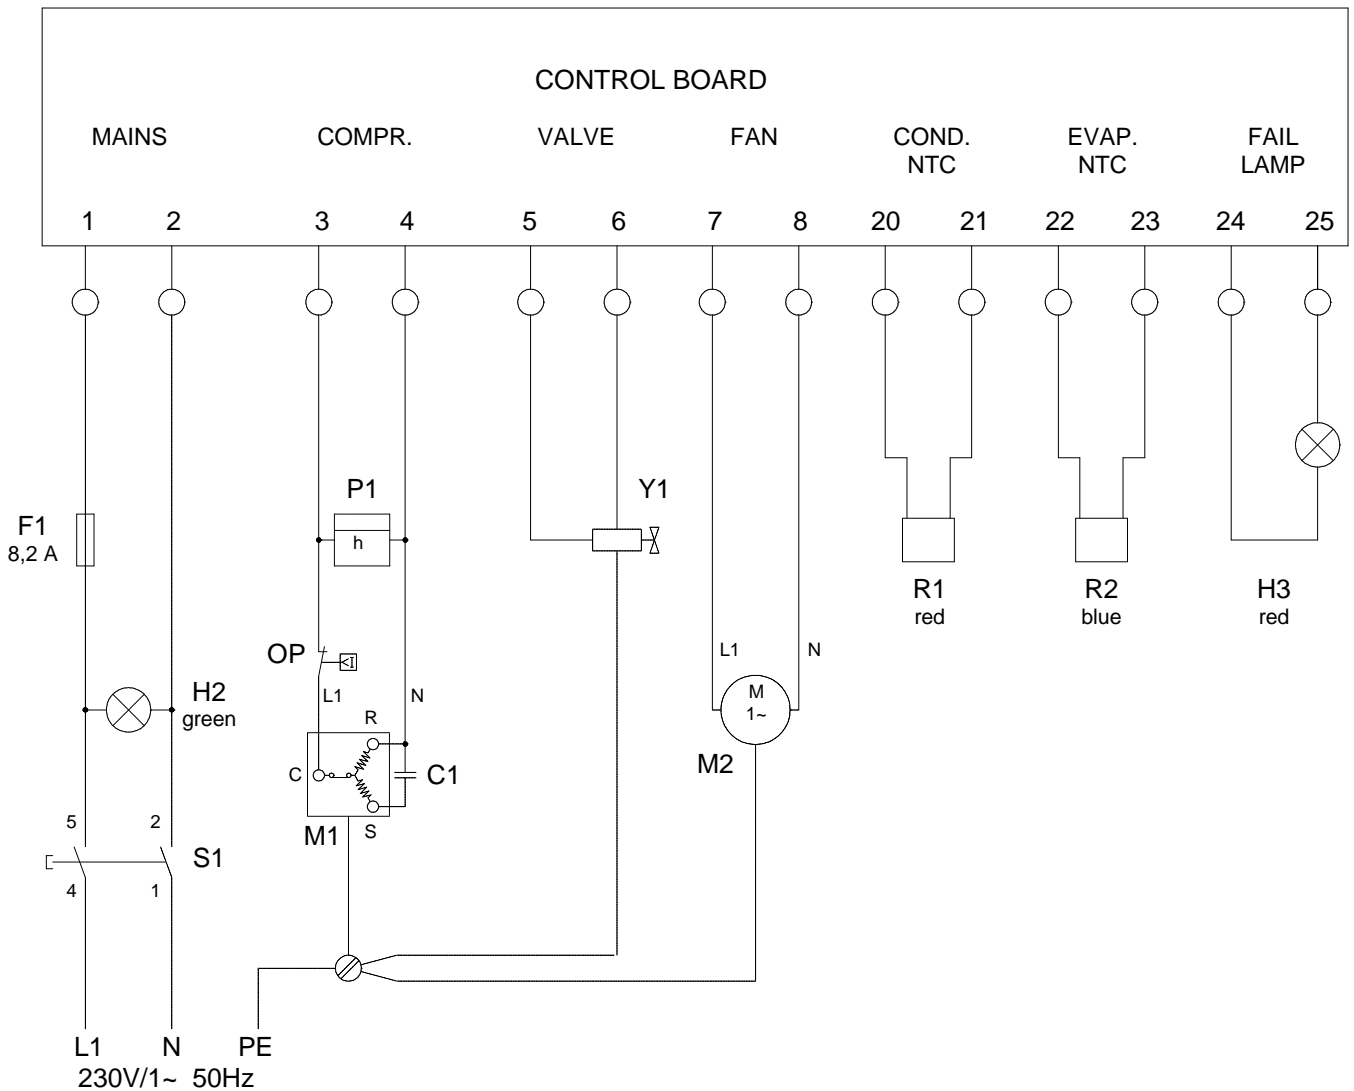 CONTROL BOARD
MAINS COMPR. VALVE FAN COND. EVAP. FAIL
NTC NTC LAMP
1 2 3 4 5 6 7 8 20 21 22 23 24 25
P1 Y1
F1
8,2 A h
R1 R2 H3
red blue red
OP <I L1 N
H2 L1 N M
green R 1~
C C1 M2
M1 S
5 2
S1
4 1
L1 N PE
230V/1~ 50Hz